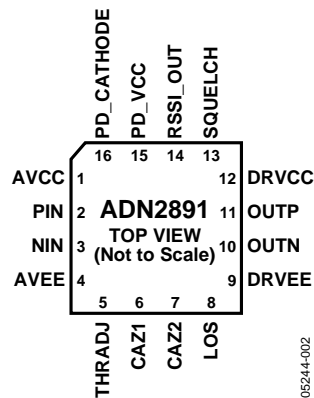 PD_CATHODE
PD_VCC
RSSI_OUT
SQUELCH
16
15
14
13
AVCC 1
PIN 2
NIN 3
AVEE 4
ADN2891
TOP VIEW
(Not to Scale)
12 DRVCC
11 OUTP
10 OUTN
9 DRVEE
5
6
7
8
THRADJ
CAZ1
CAZ2
LOS
05244-002